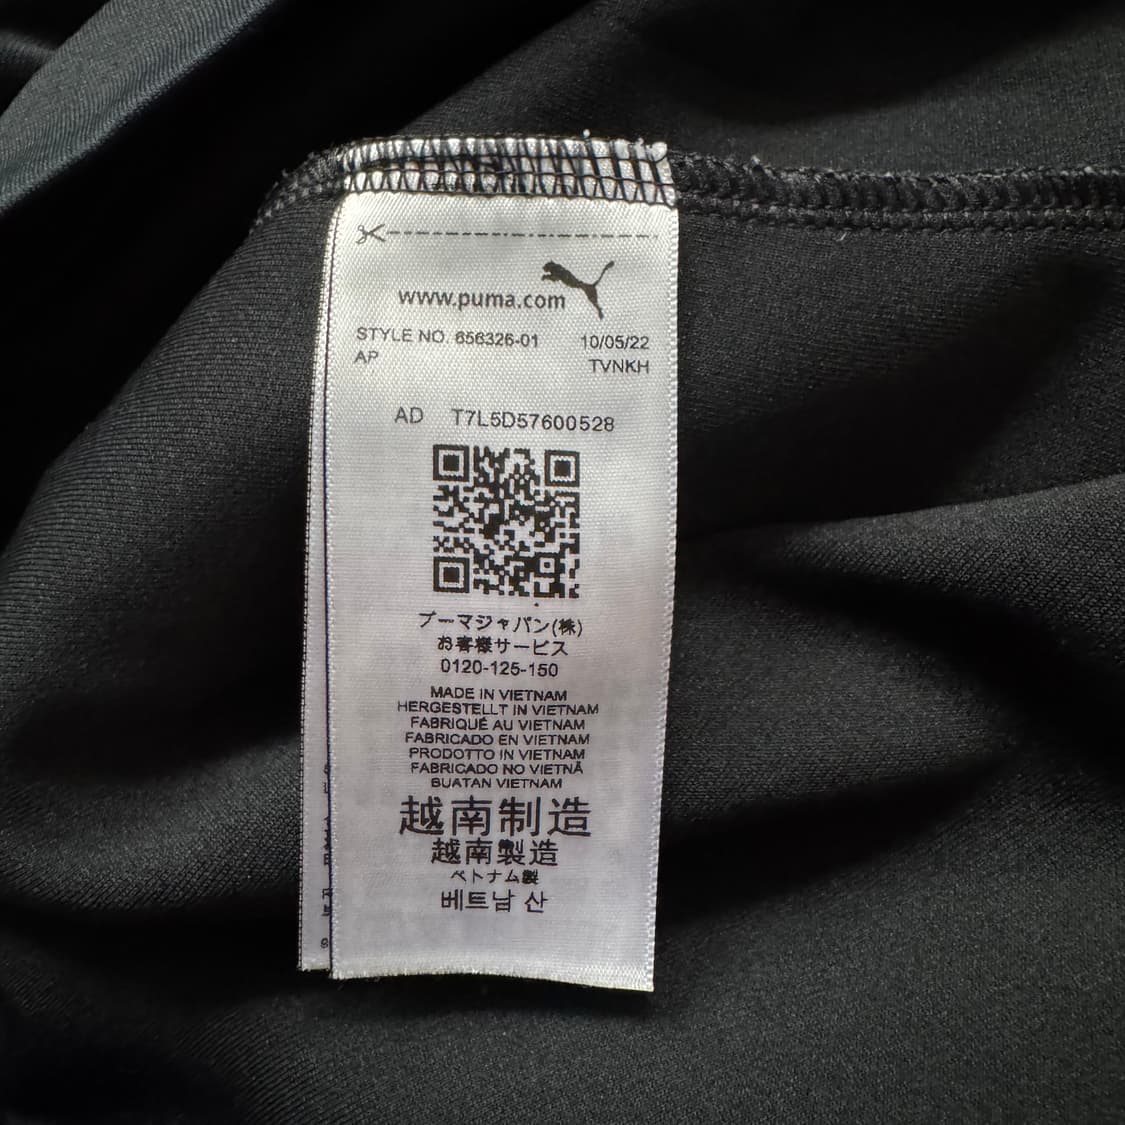 www.puma.com
STYLE NO. 656326-01 10/05/22
AP TVNKH
AD T7L5D57600528
プーマジャパン(株)
お客様サービス
0120-125-150
MADE IN VIETNAM
HERGESTELLT IN VIETNAM
FABRIQUÉ AU VIETNAM
FABRICADO EN VIETNAM
PRODOTTO IN VIETNAM
FABRICADO NO VIETNÃ
BUATAN VIETNAM
越南制造
越南製造
ベトナム製
베트남 산